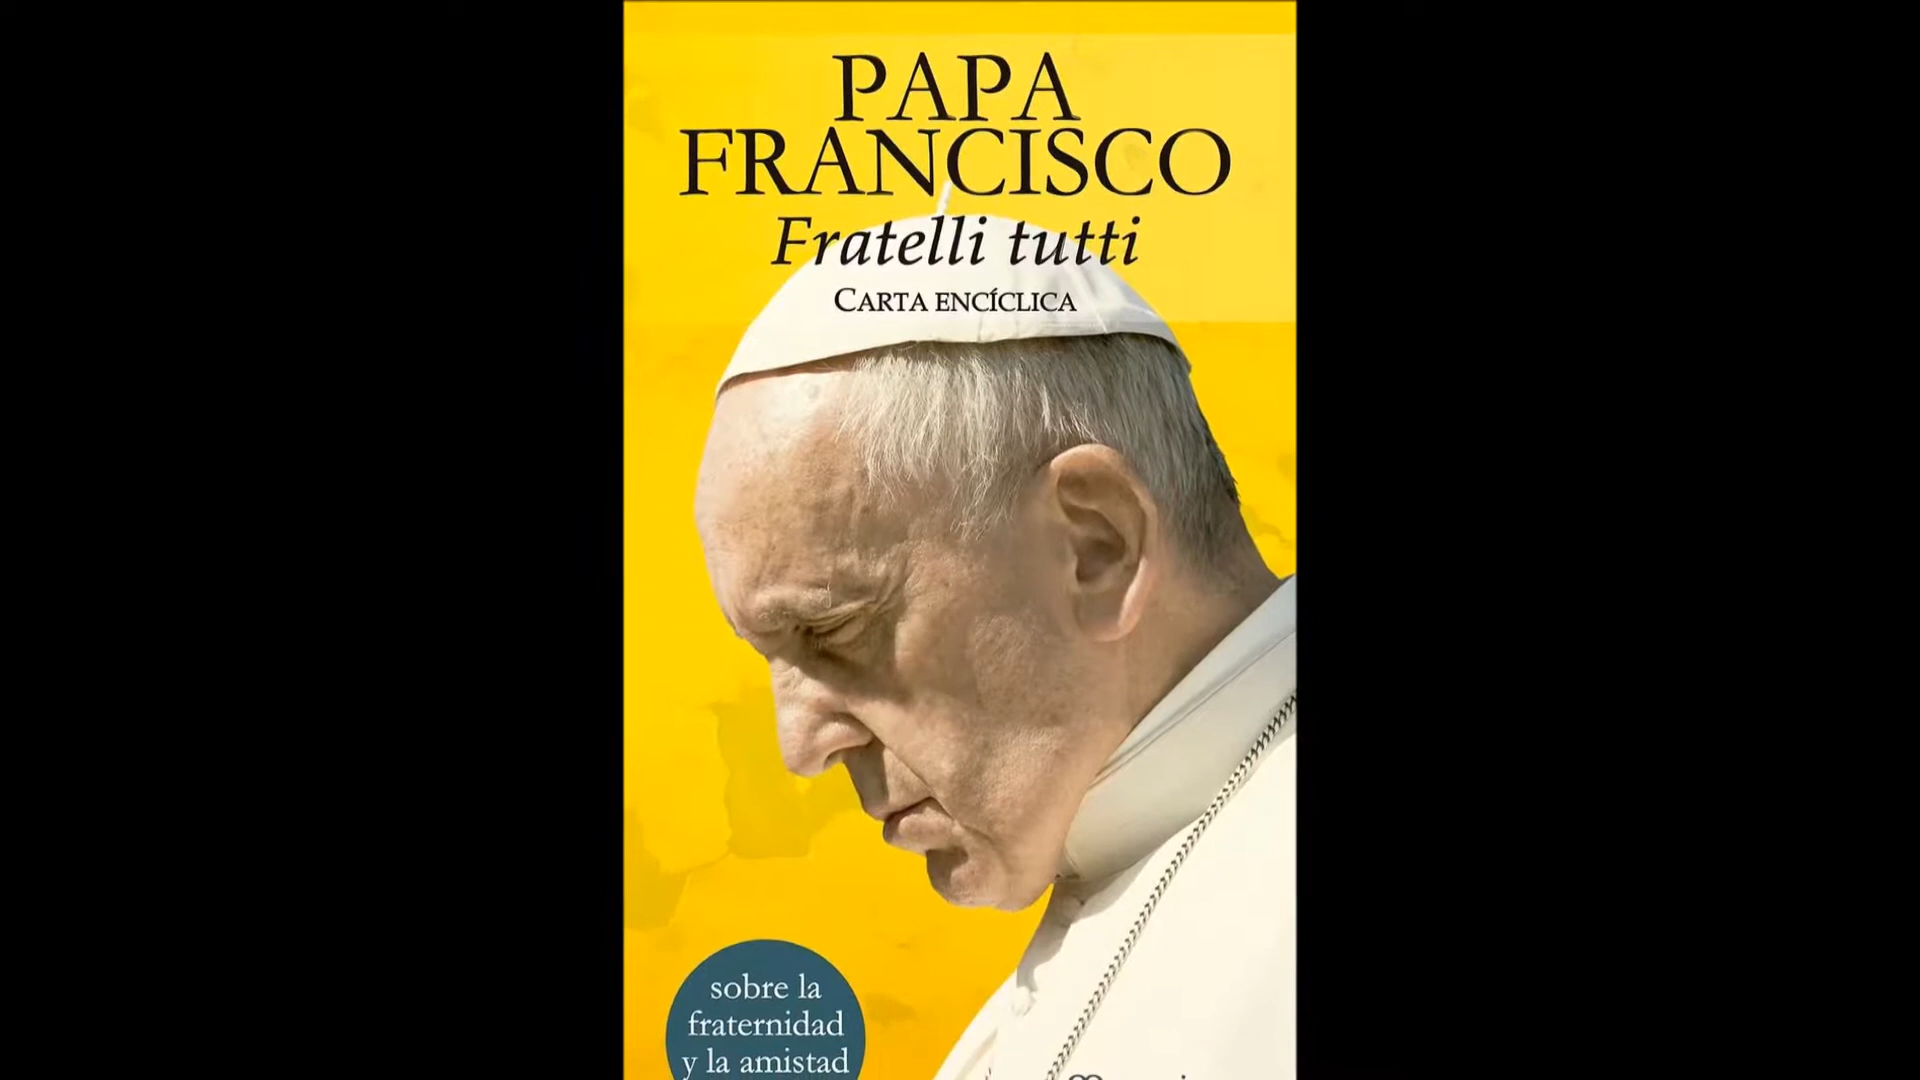 PAPA
FRANCISCO
Fratelli tutti
CARTA ENCÍCLICA
sobre la
fraternidad
y la amistad